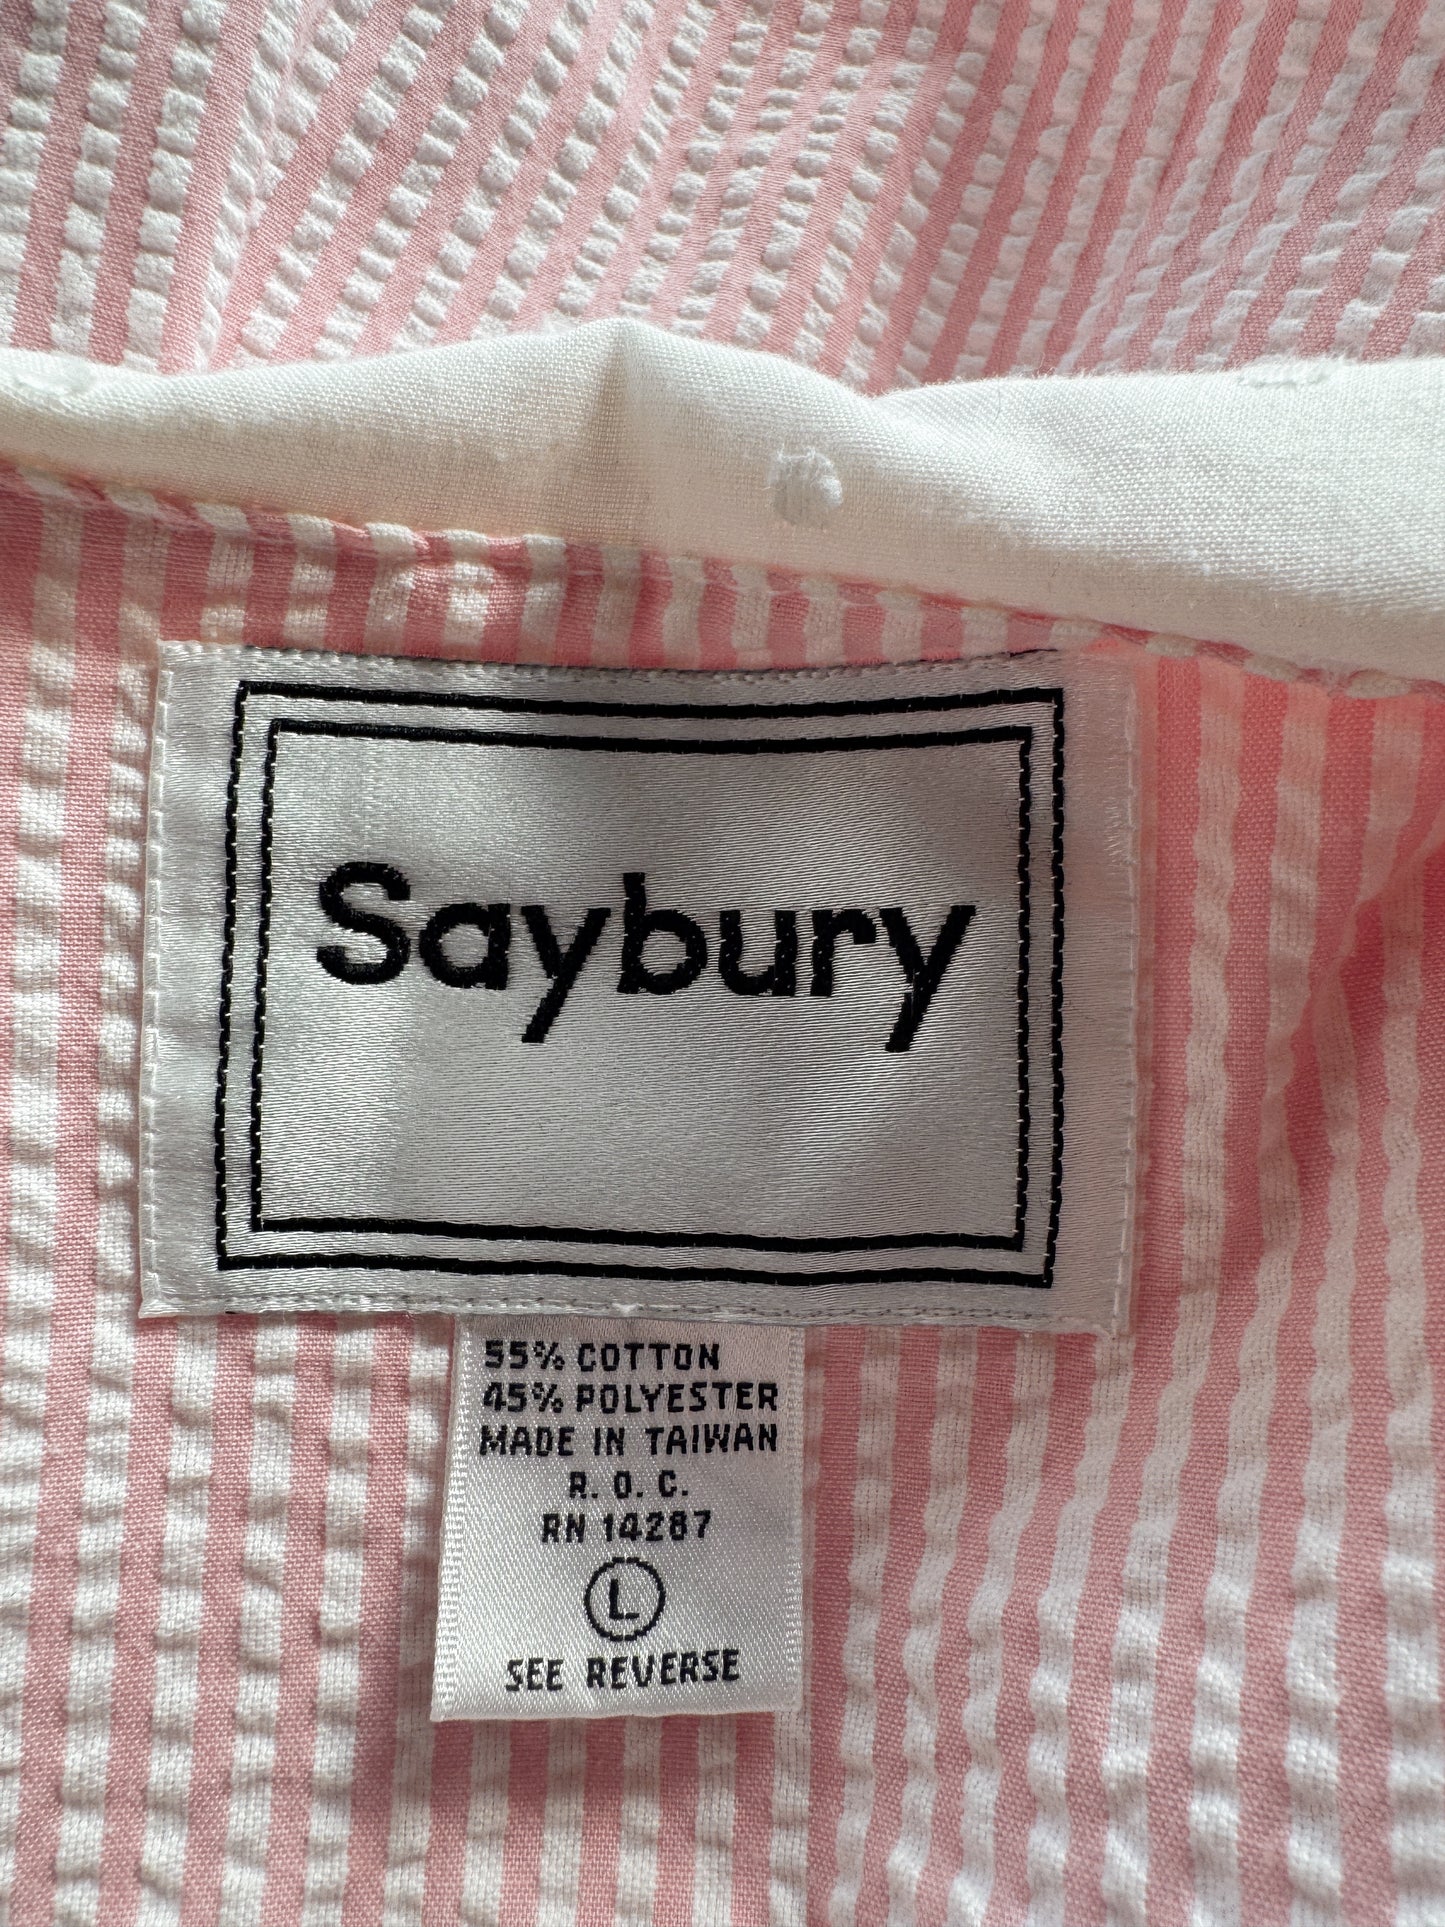 Saybury
55% COTTON
45% POLYESTER
MADE IN TAIWAN
R. O. C.
RN 14287
L
SEE REVERSE